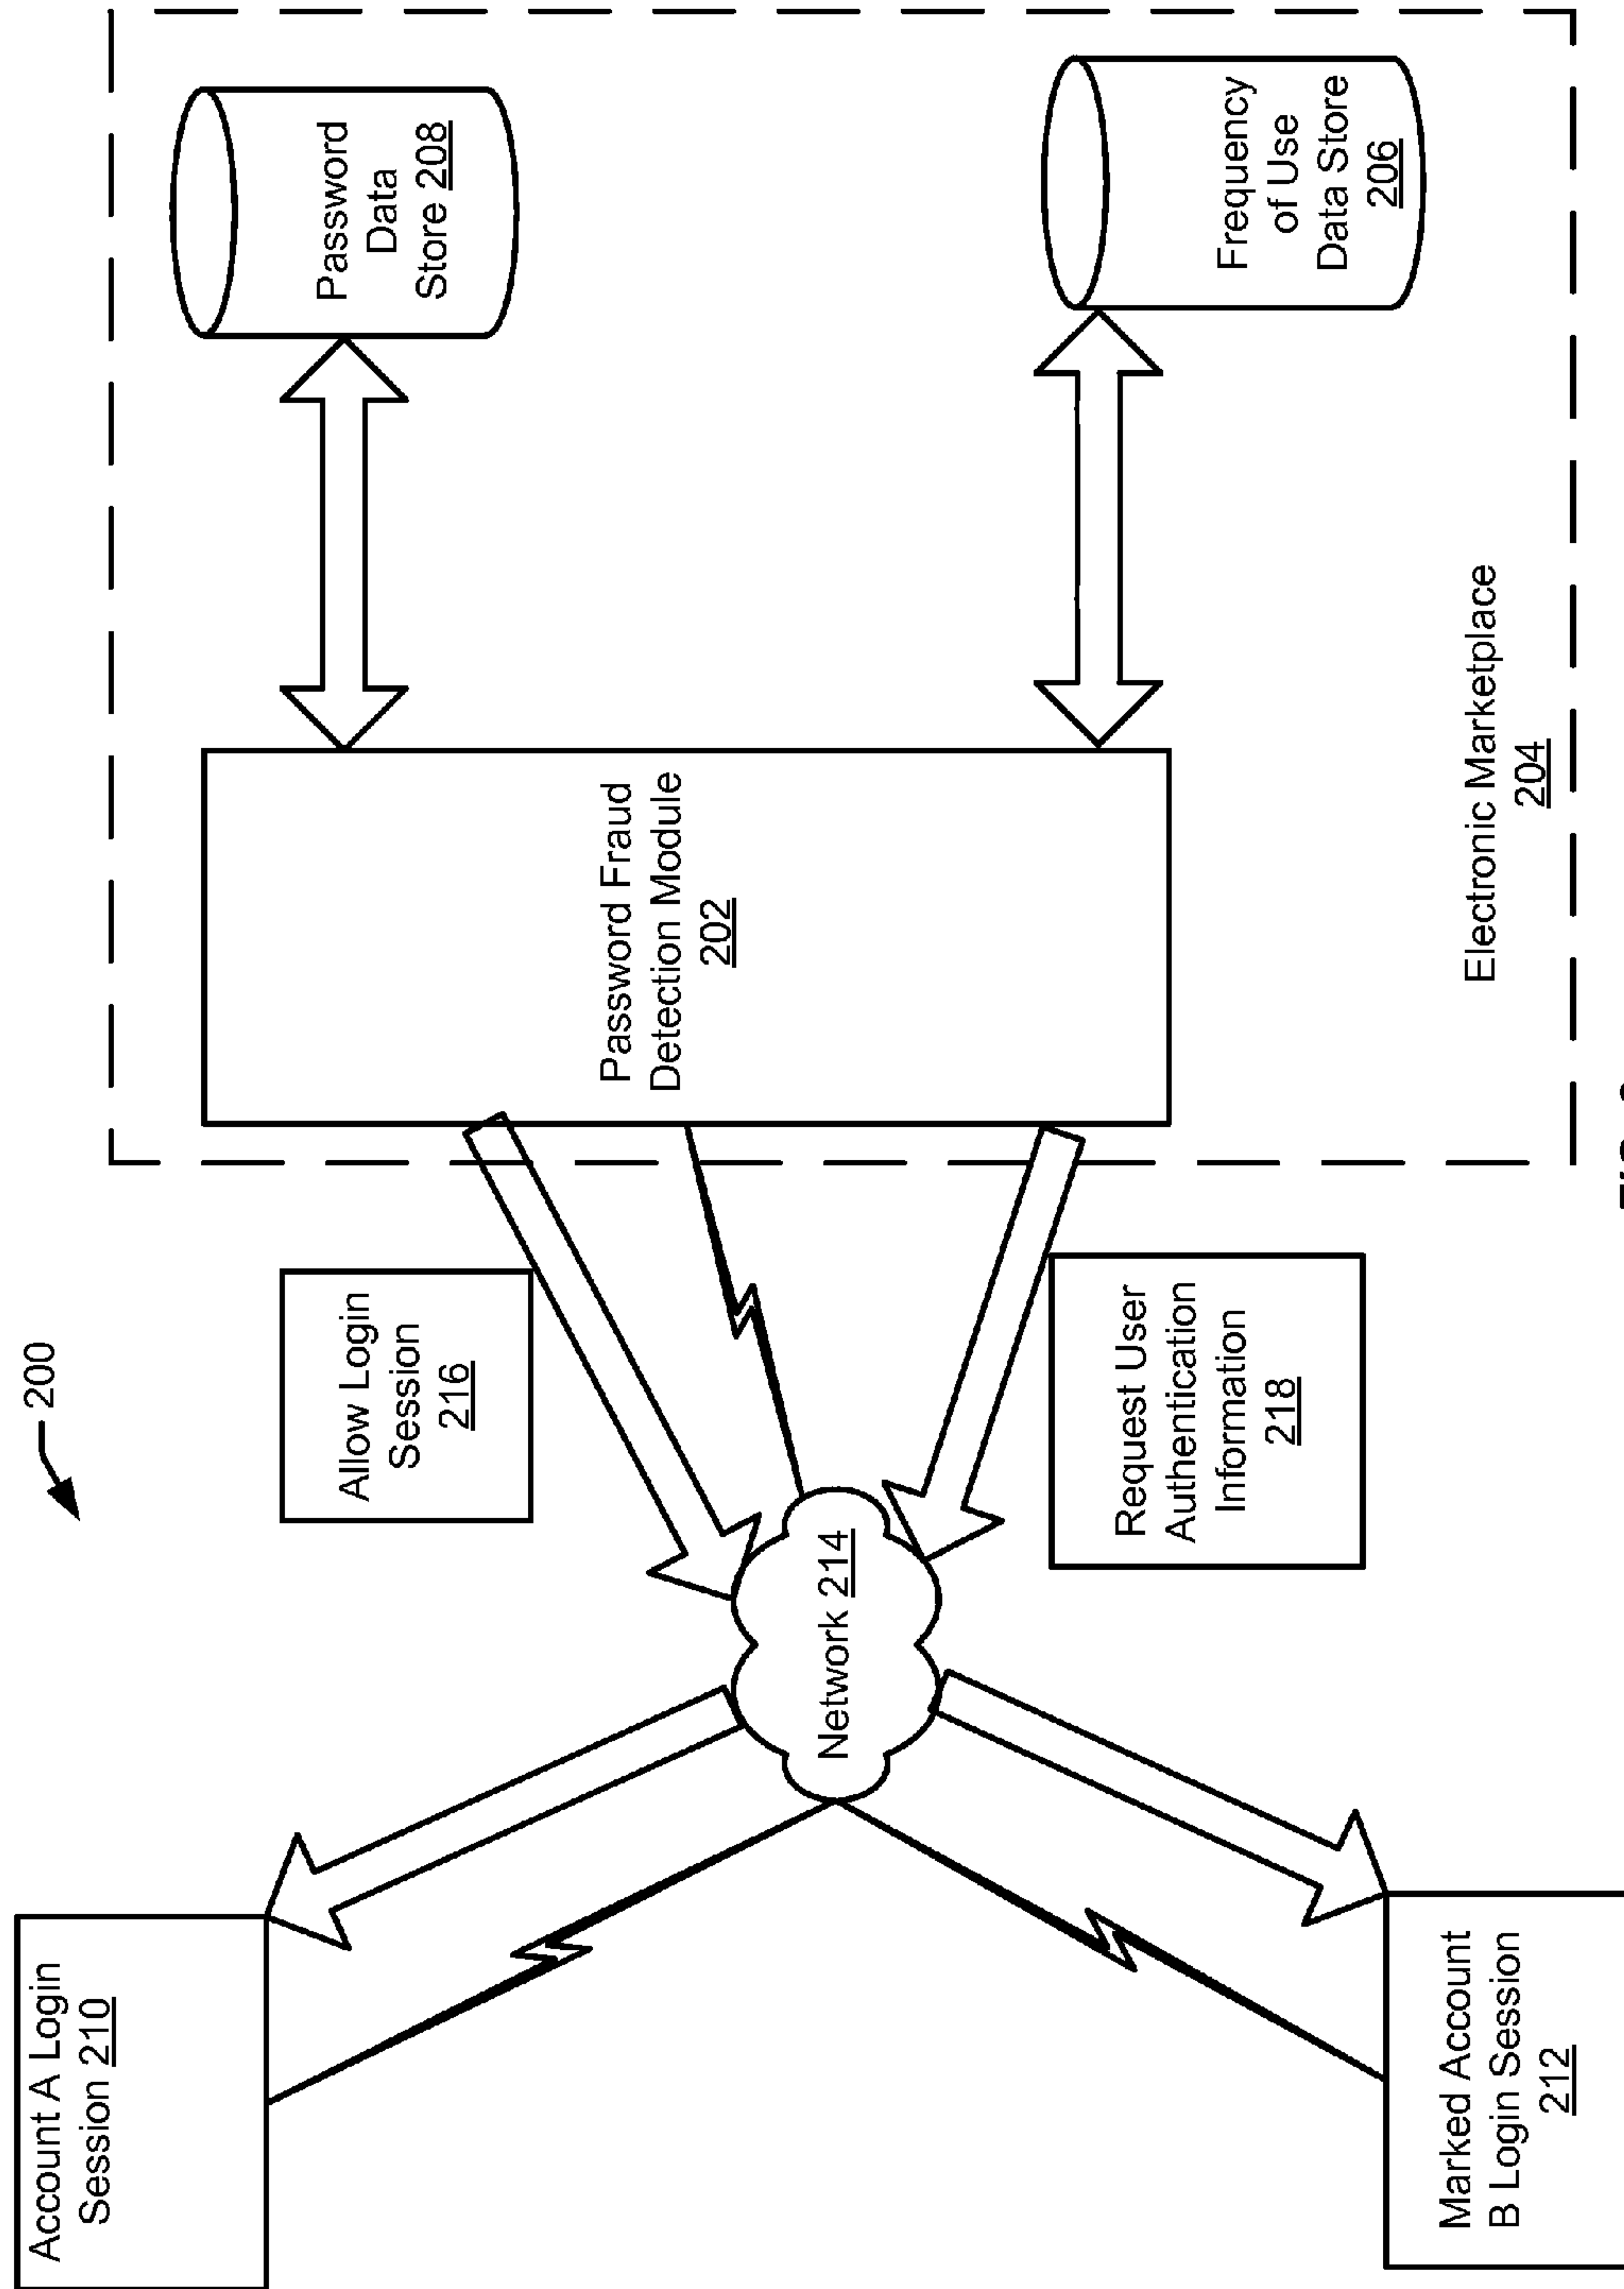 200
Account A Login
Session 210
Allow Login
Session
216
Password Fraud
Detection Module
202
Password
Data
Store 208
Network 214
Marked Account
B Login Session
212
Request User
Authentication
Information
218
Electronic Marketplace
204
Frequency
of Use
Data Store
206